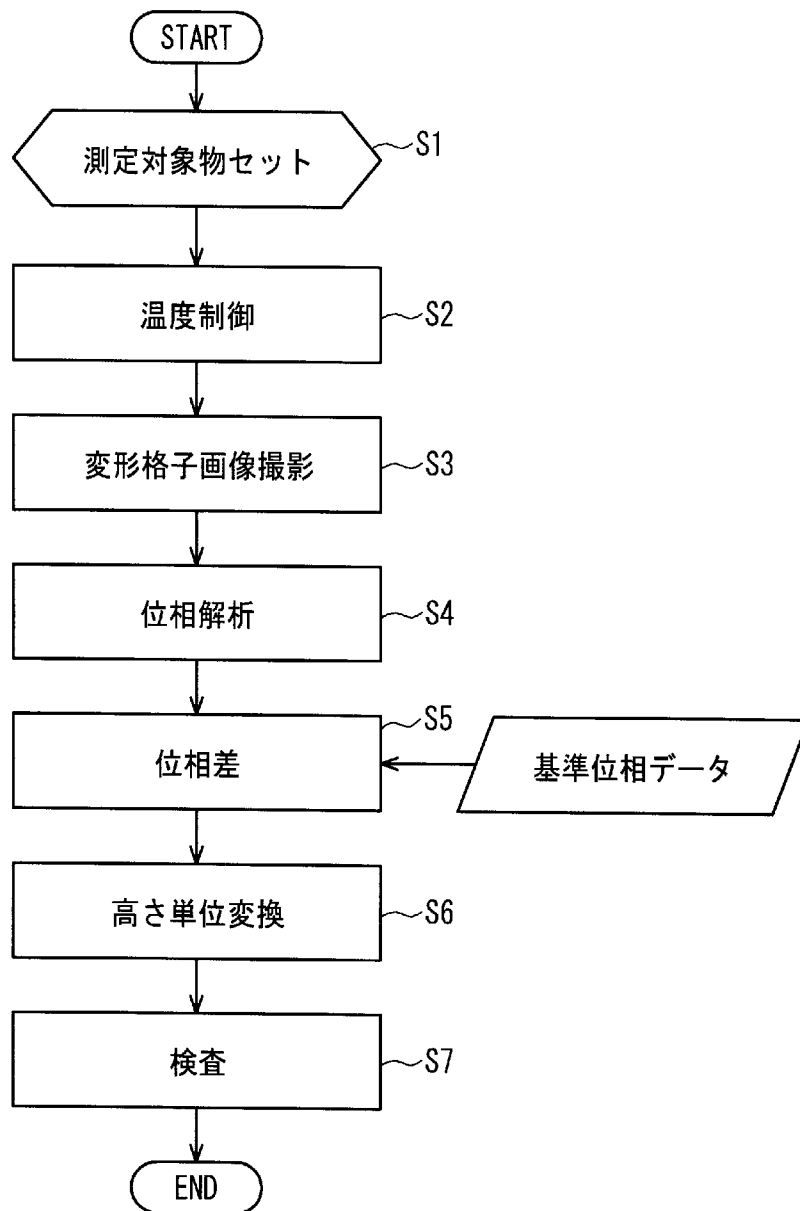 START
測定対象物セット
S1
温度制御
S2
変形格子画像撮影
S3
位相解析
S4
位相差
S5
基準位相データ
高さ単位変換
S6
検査
S7
END